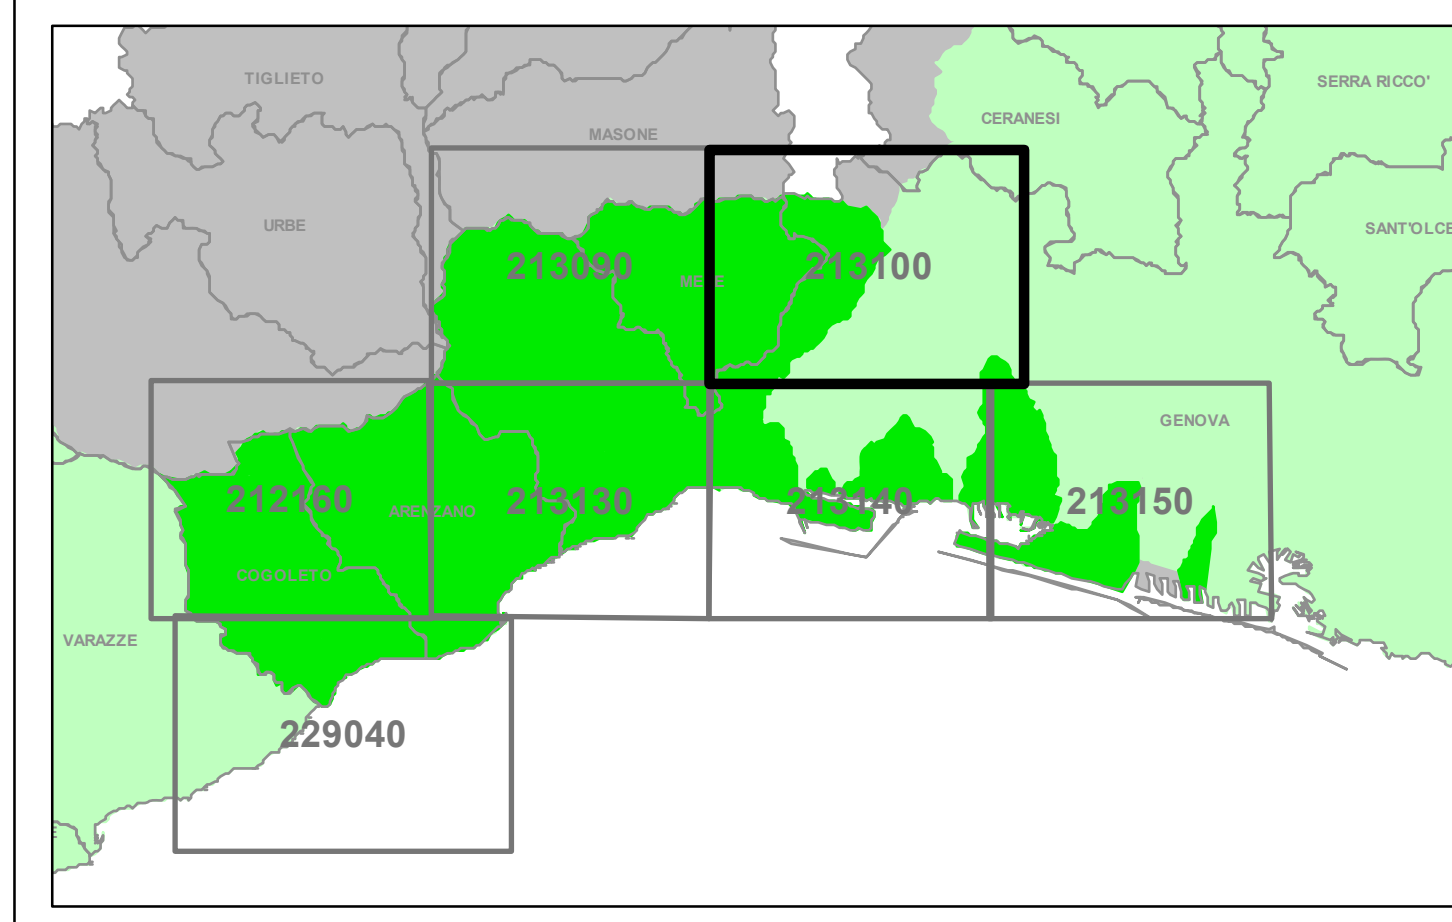 TIGLIETO
SERRA RICCO'
CERANESI
MASONE
URBE
SANT'OLCE
213090
213100
MELE
GENOVA
212160
ARENZANO
213130
213140
213150
COGOLETO
VARAZZE
229040